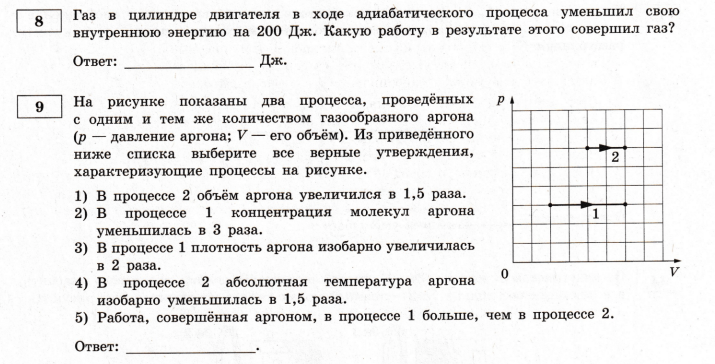 8
Газ в цилиндре двигателя в ходе адиабатического процесса уменьшил свою
внутреннюю энергию на 200 Дж. Какую работу в результате этого совершил газ?
Ответ: ________________ Дж.
9
На рисунке показаны два процесса, проведённых
с одним и тем же количеством газообразного аргона
(p — давление аргона; V — его объём). Из приведённого
ниже списка выберите все верные утверждения,
характеризующие процессы на рисунке.
1) В процессе 2 объём аргона увеличился в 1,5 раза.
2) В процессе 1 концентрация молекул аргона
уменьшилась в 3 раза.
3) В процессе 1 плотность аргона изобарно увеличилась
в 2 раза.
4) В процессе 2 абсолютная температура аргона
изобарно уменьшилась в 1,5 раза.
5) Работа, совершённая аргоном, в процессе 1 больше, чем в процессе 2.
Ответ: ________________.
p
2
1
0
V